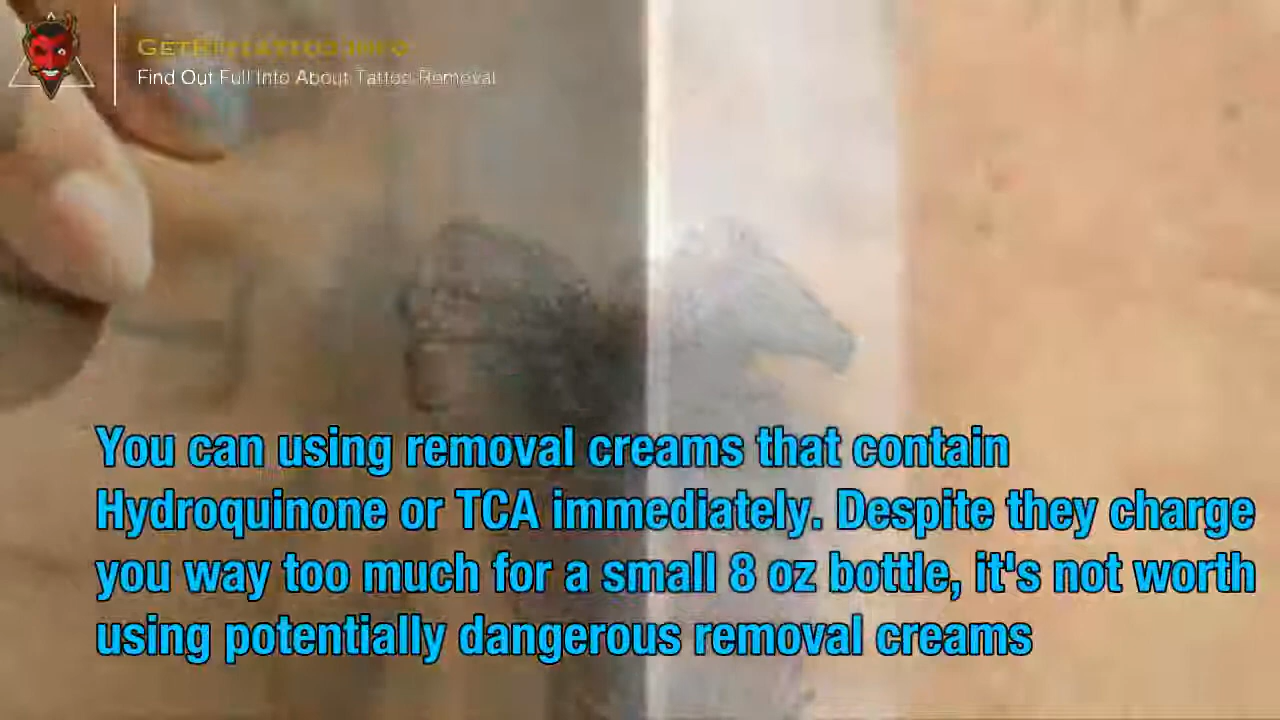 Find Out Full Info About Tattoo Removal
You can using removal creams that contain
Hydroquinone or TCA immediately. Despite they charge
you way too much for a small 8 oz bottle, it's not worth
using potentially dangerous removal creams